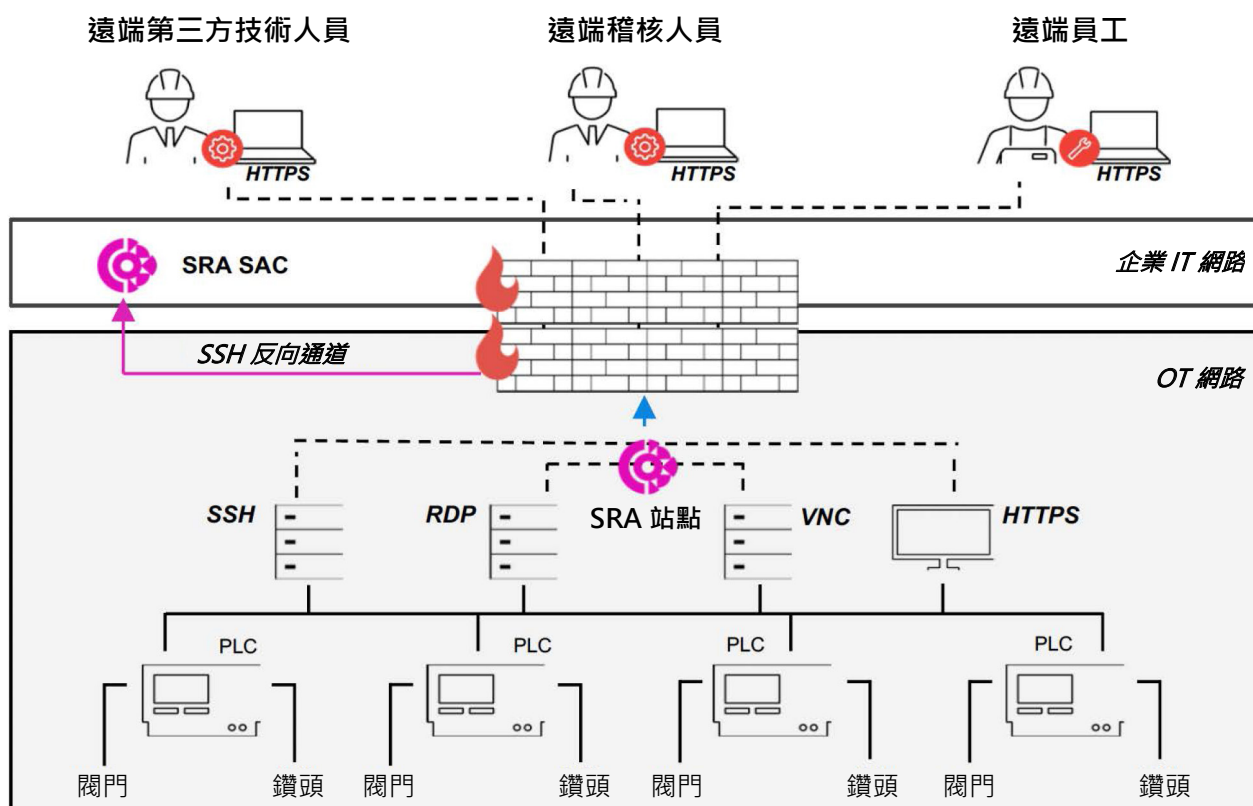 遠端第三方技術人員
遠端稽核人員
遠端員工
HTTPS
HTTPS
HTTPS
SRA SAC
企業 IT 網路
SSH 反向通道
OT 網路
SSH
RDP
SRA 站點
VNC
HTTPS
PLC
PLC
PLC
PLC
閥門
鑽頭
閥門
鑽頭
閥門
鑽頭
閥門
鑽頭